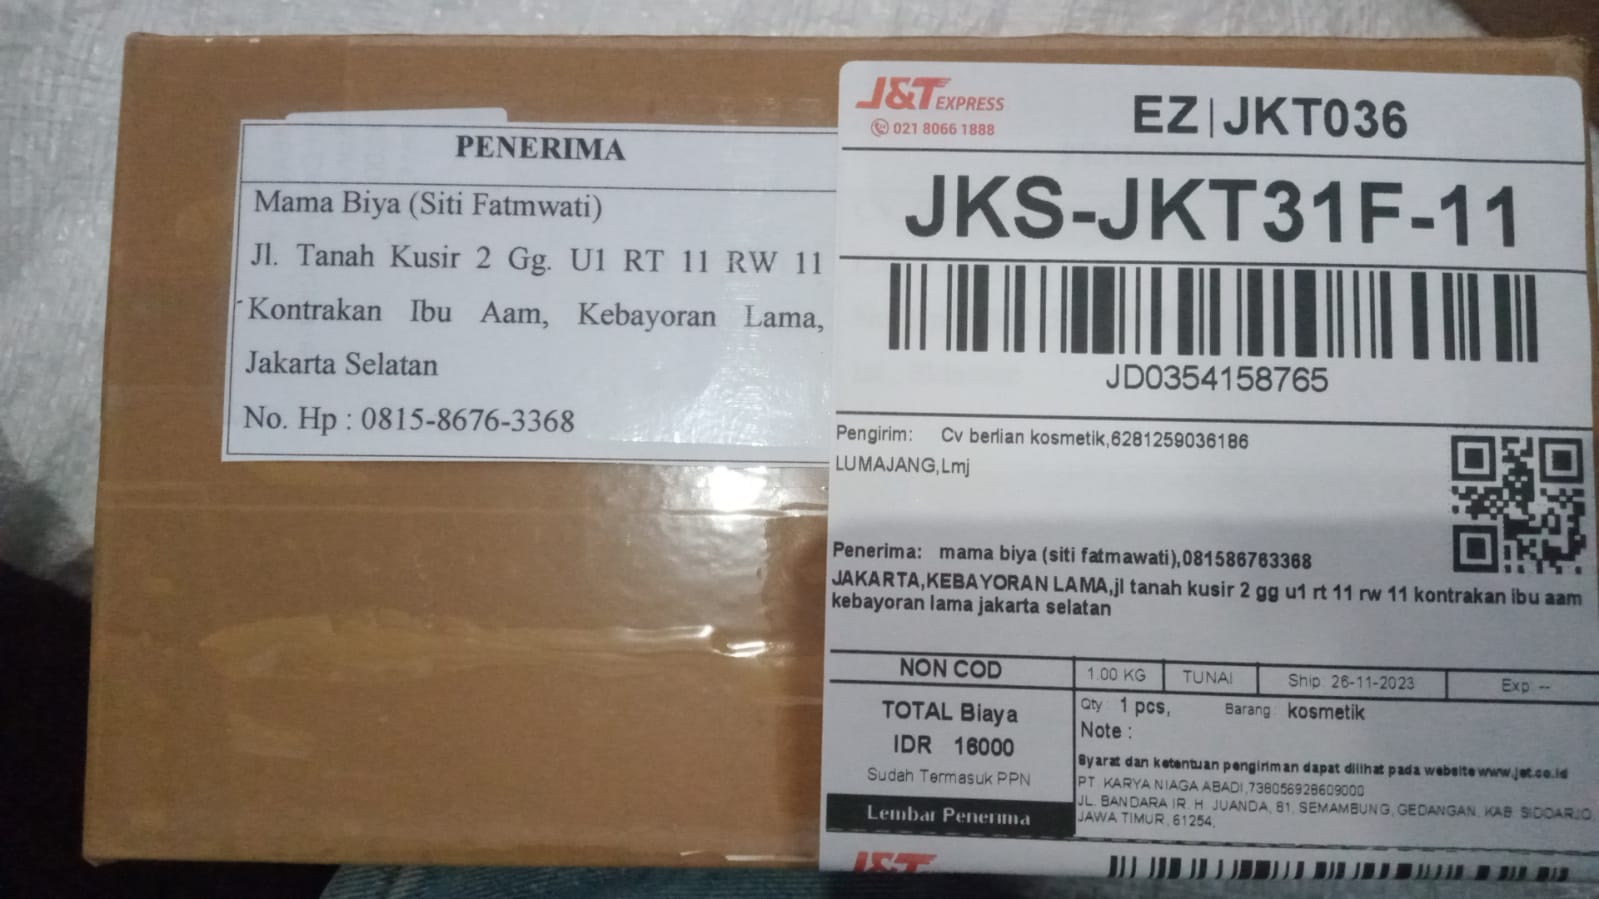 PENERIMA
Mama Biya (Siti Fatmwati)
Jl. Tanah Kusir 2 Gg. U1 RT 11 RW 11
Kontrakan Ibu Aam, Kebayoran Lama,
Jakarta Selatan
No. Hp : 0815-8676-3368
J&T EXPRESS
021 8066 1888
EZ|JKT036
JKS-JKT31F-11
JD0354158765
Pengirim: Cv berlian kosmetik,6281259036186
LUMAJANG,Lmj
Penerima: mama biya (siti fatmawati),081586763368
JAKARTA,KEBAYORAN LAMA,jl tanah kusir 2 gg u1 rt 11 rw 11 kontrakan ibu aam
kebayoran lama jakarta selatan
NON COD
1.00 KG
TUNAI
Ship: 26-11-2023
Exp: --
TOTAL Biaya
IDR 16000
Sudah Termasuk PPN
Lembar Penerima
Qty : 1 pcs, Barang: kosmetik
Note :
Syarat dan ketentuan pengiriman dapat dilihat pada website www.jet.co.id
PT. KARYA NIAGA ABADI,738056928609000
JL. BANDARA IR. H. JUANDA, 81, SEMAMBUNG, GEDANGAN, KAB. SIDOARJO,
JAWA TIMUR, 61254,
J&T